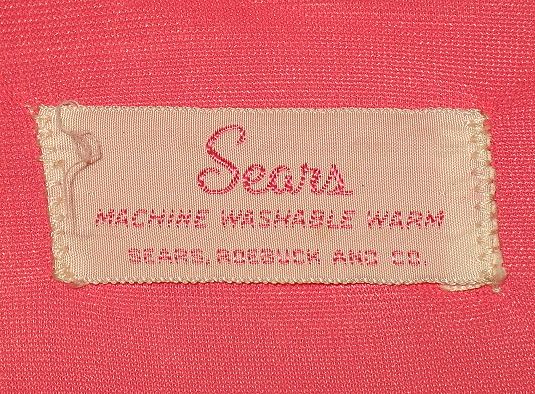 Sears
MACHINE WASHABLE WARM
SEARS, ROEBUCK AND CO.